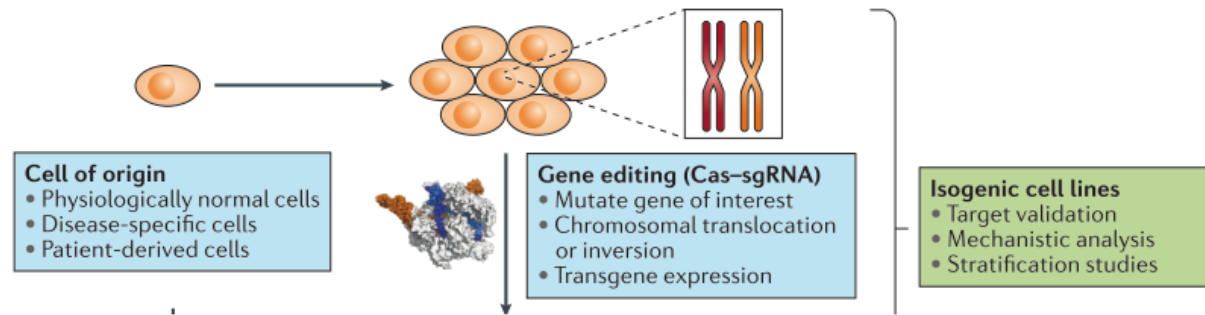 Cell of origin
• Physiologically normal cells
• Disease-specific cells
• Patient-derived cells
Gene editing (Cas–sgRNA)
• Mutate gene of interest
• Chromosomal translocation
or inversion
• Transgene expression
Isogenic cell lines
• Target validation
• Mechanistic analysis
• Stratification studies